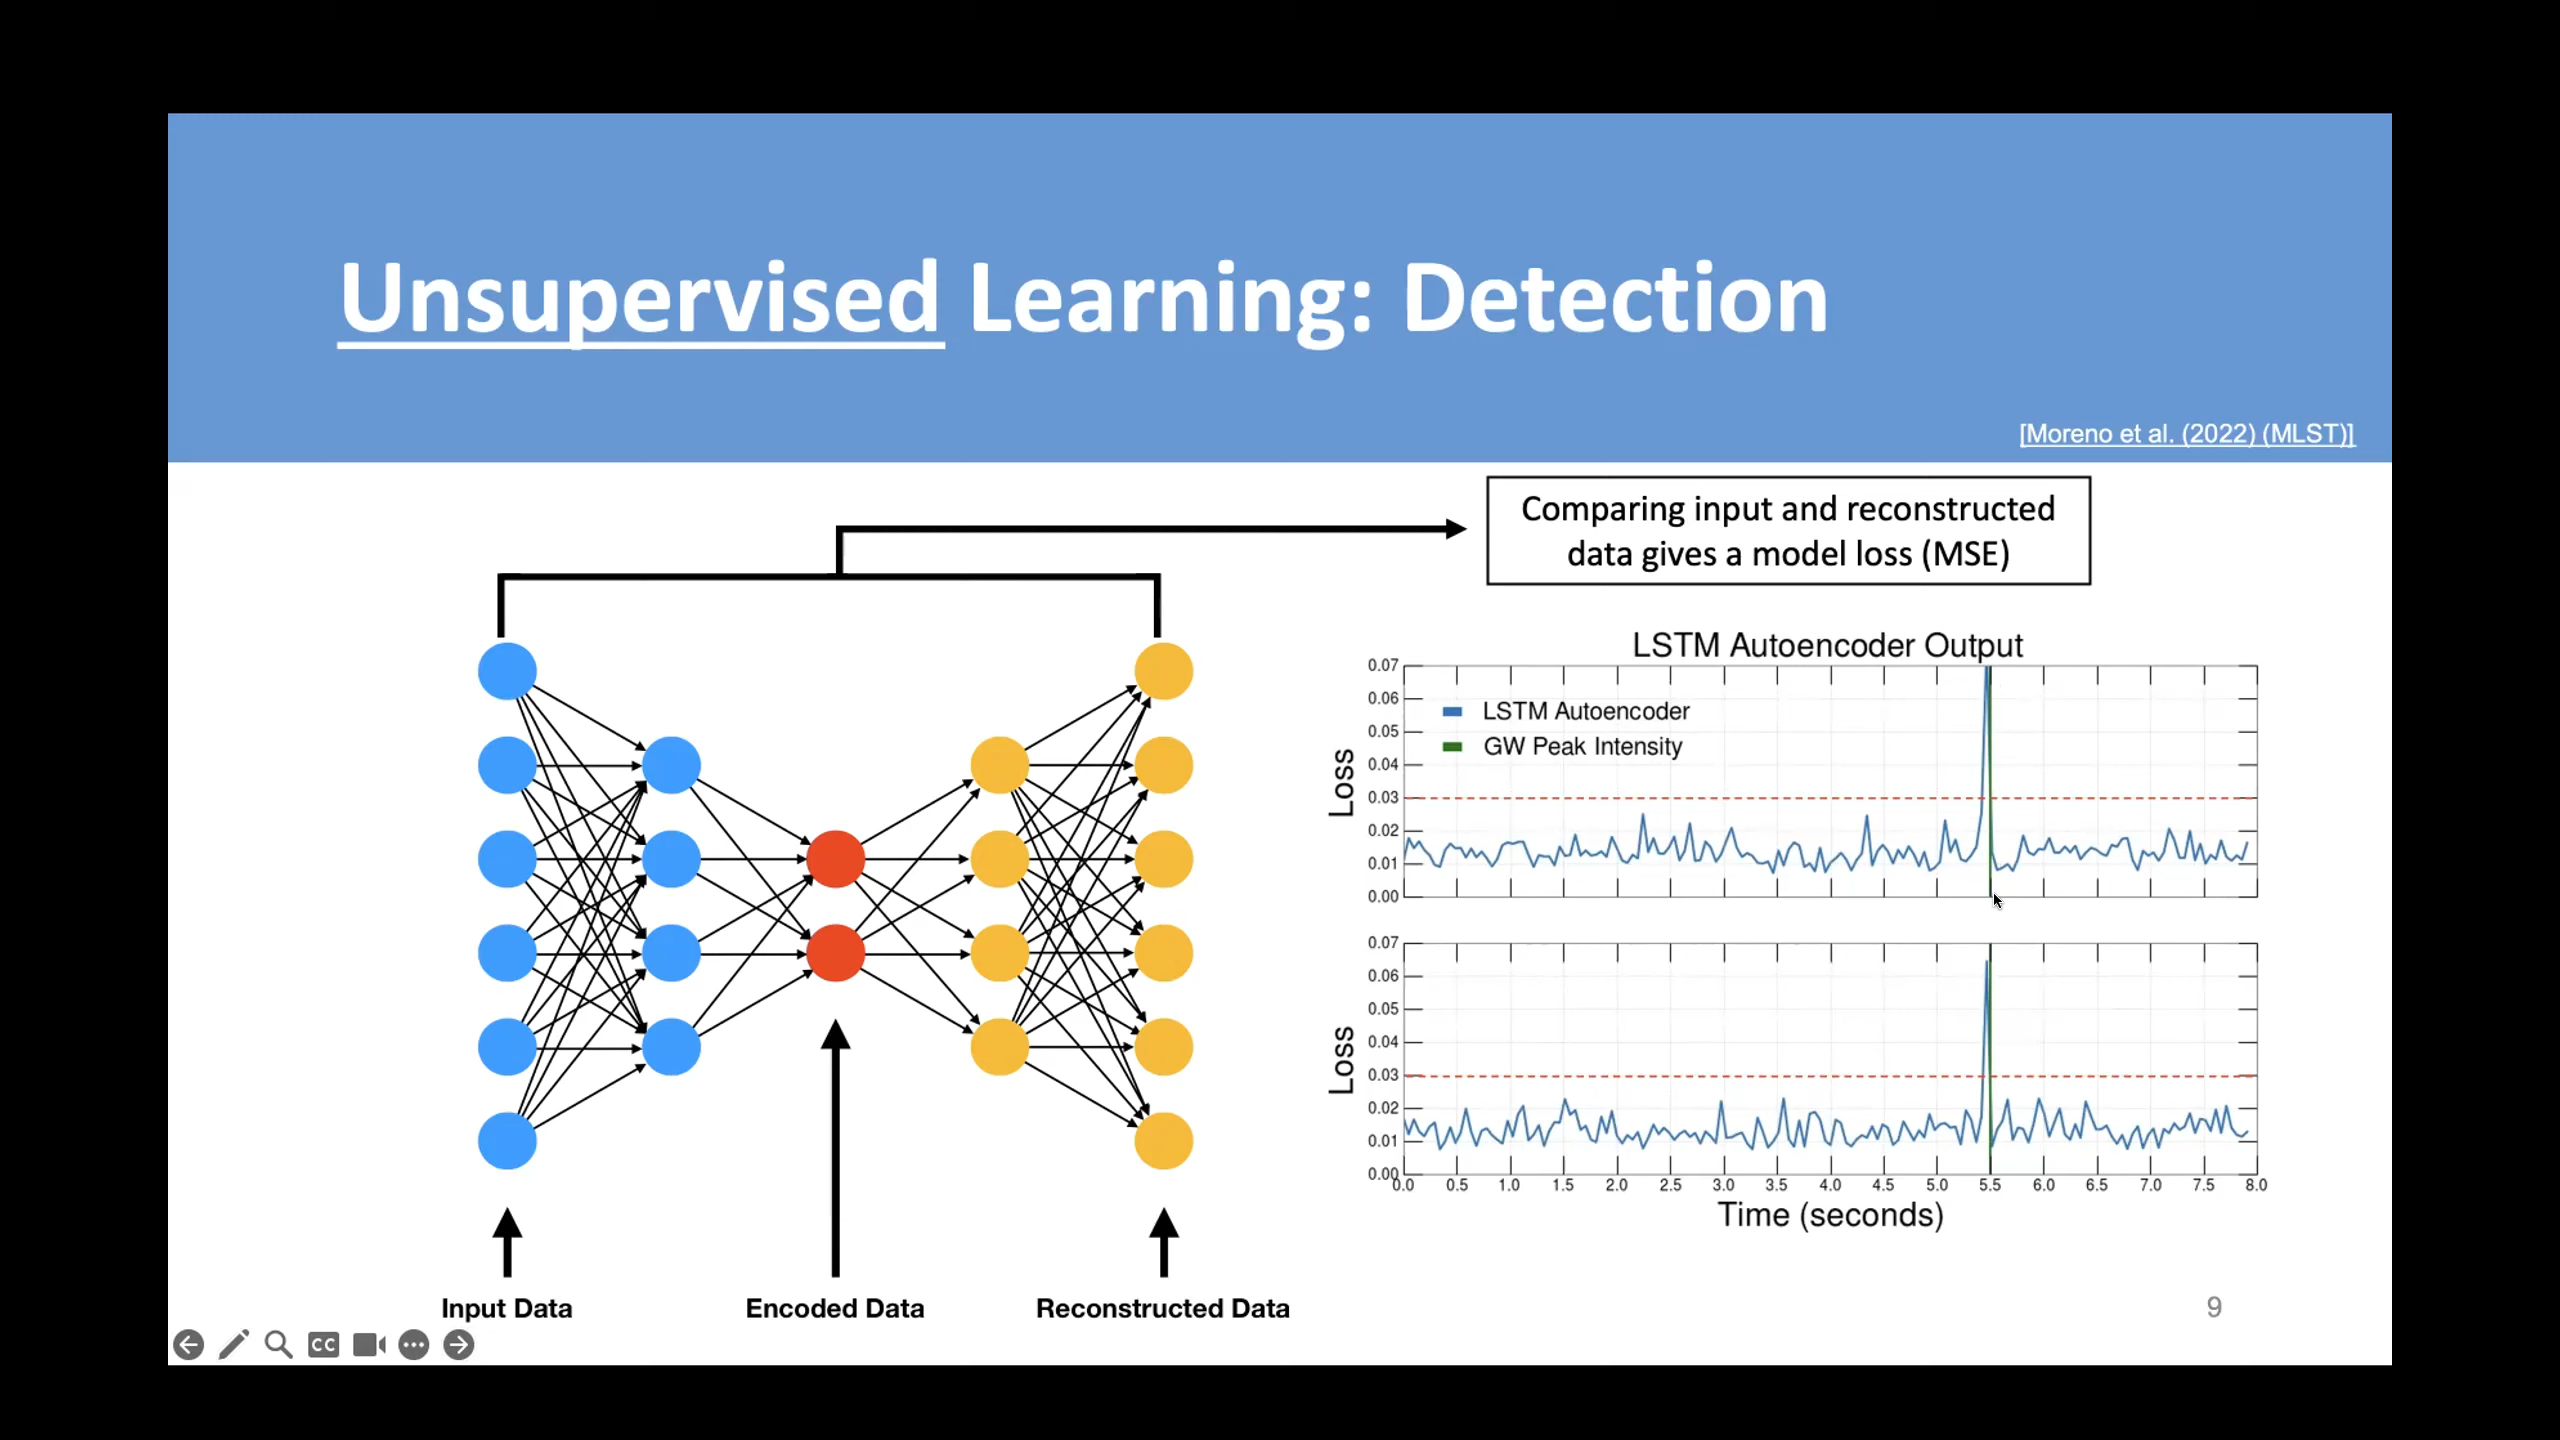 Unsupervised Learning: Detection
[Moreno et al. (2022) (MLST)]
Comparing input and reconstructed
data gives a model loss (MSE)
Input Data
Encoded Data
Reconstructed Data
LSTM Autoencoder Output
LSTM Autoencoder
GW Peak Intensity
Loss
0.07
0.06
0.05
0.04
0.03
0.02
0.01
0.00
Loss
0.07
0.06
0.05
0.04
0.03
0.02
0.01
0.00
0.0 0.5 1.0 1.5 2.0 2.5 3.0 3.5 4.0 4.5 5.0 5.5 6.0 6.5 7.0 7.5 8.0
Time (seconds)
9
CC